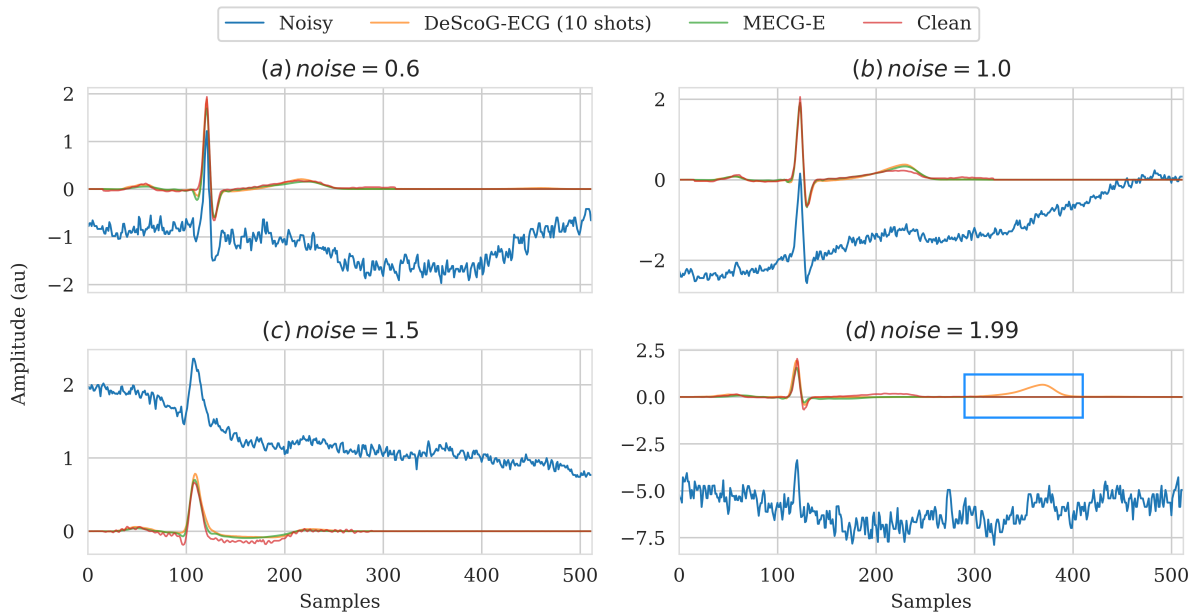 Noisy DeScoG-ECG (10 shots) MECG-E Clean
(a) noise = 0.6
(b) noise = 1.0
2
1
0
−1
−2
2
0
−2
(c) noise = 1.5
(d) noise = 1.99
Amplitude (au)
2
1
0
2.5
0.0
−2.5
−5.0
−7.5
0 100 200 300 400 500
0 100 200 300 400 500
Samples
Samples